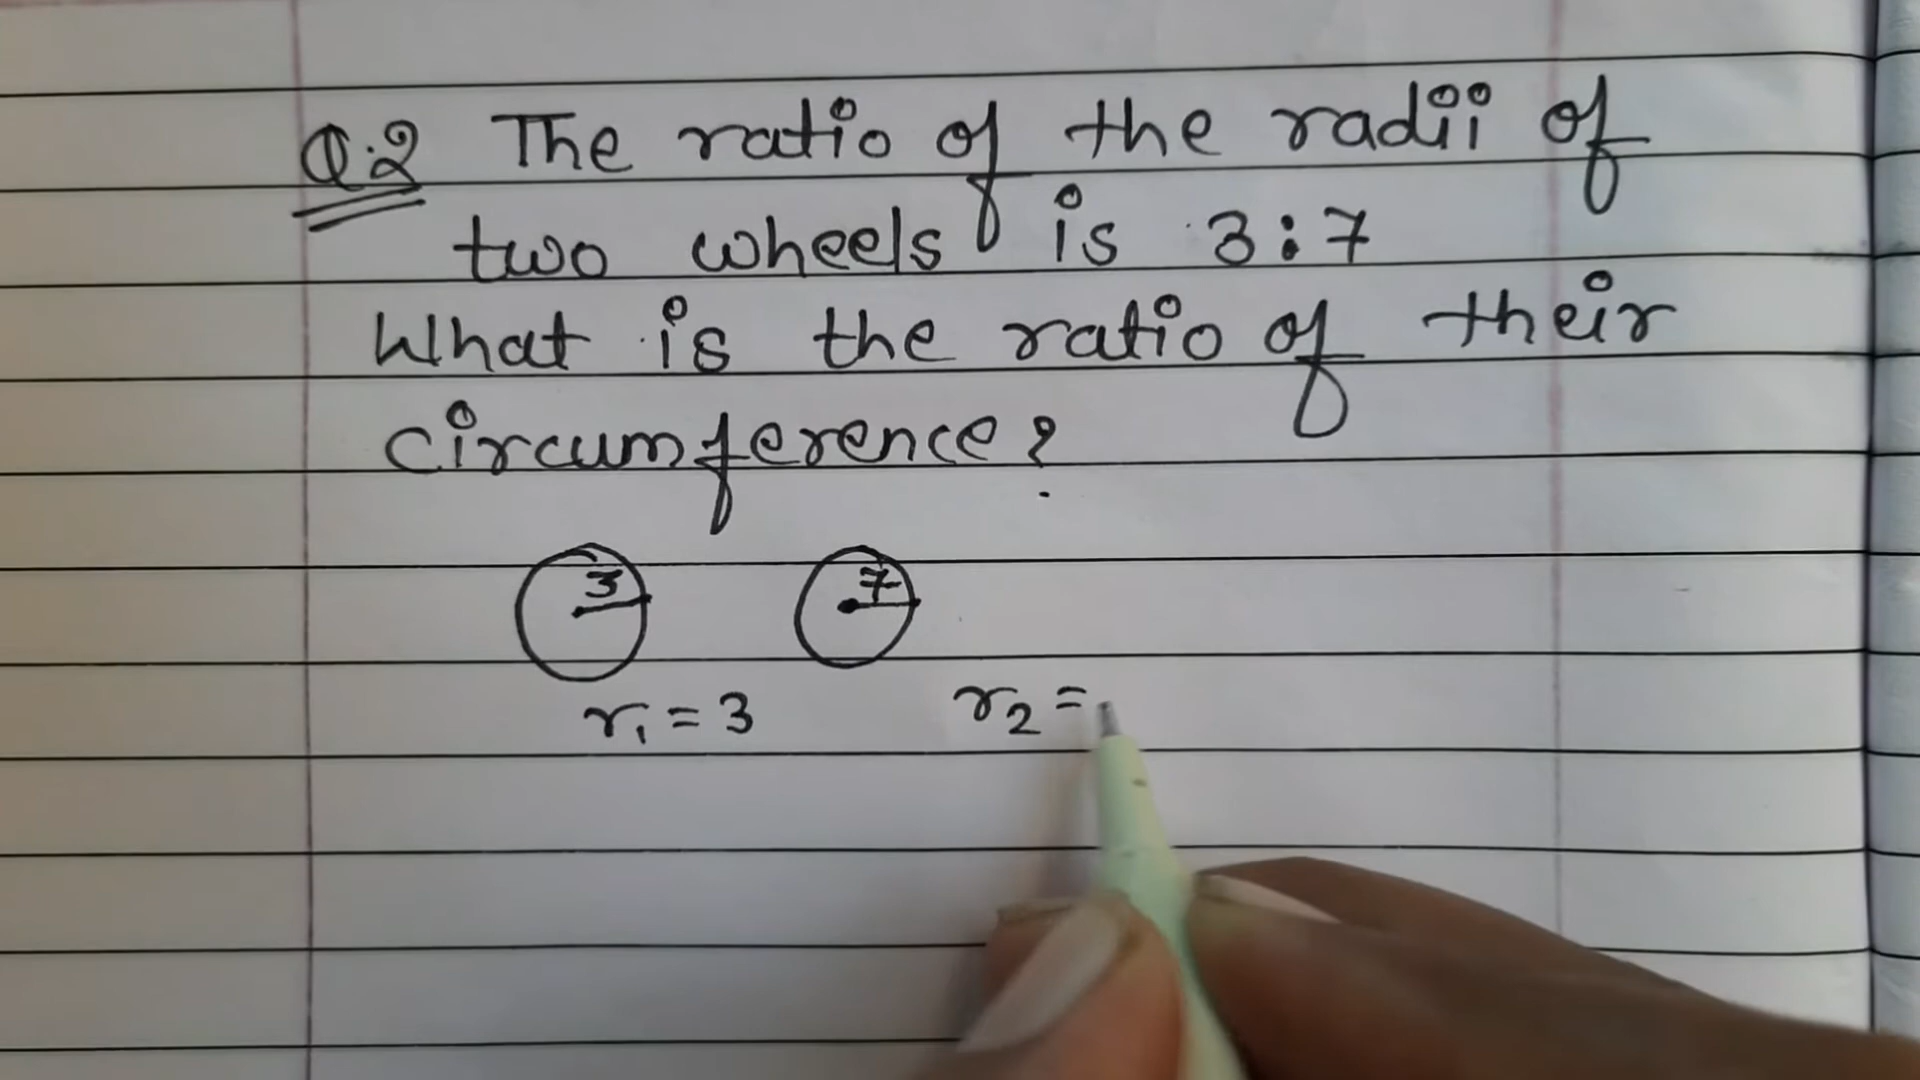 Q.2 The ratio of the radii of
two wheels is 3:7
What is the ratio of their
circumference?
3 7
r₁ = 3 r₂ =